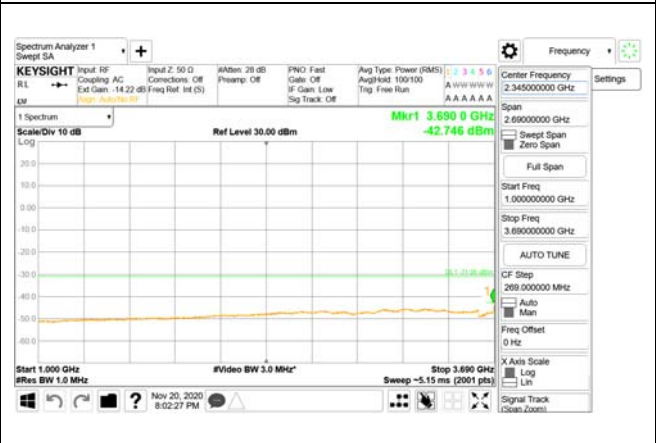 Spectrum Analyzer 1
Swept SA
+
Frequency
KEYSIGHT
RL
Input: RF
Coupling: AC
Ext Gain: -14.22 dB
Align: Auto/No RF
Input Z: 50 Ω
Corrections: Off
Freq Ref: Int (S)
#Atten: 28 dB
Preamp: Off
PNO: Fast
Gate: Off
IF Gain: Low
Sig Track: Off
Avg Type: Power (RMS)
Avg|Hold: 100/100
Trig: Free Run
1 2 3 4 5 6
A W W W W W
A A A A A A
1 Spectrum
Mkr1 3.690 0 GHz
-42.746 dBm
Scale/Div 10 dB
Ref Level 30.00 dBm
Log
20.0
10.0
0.00
-10.0
-20.0
-30.0
-40.0
-50.0
-60.0
1
Start 1.000 GHz
#Res BW 1.0 MHz
#Video BW 3.0 MHz*
Stop 3.690 GHz
Sweep ~5.15 ms (2001 pts)
?
Nov 20, 2020
8:02:27 PM
Center Frequency
2.345000000 GHz
Settings
Span
2.69000000 GHz
Swept Span
Zero Span
Full Span
Start Freq
1.000000000 GHz
Stop Freq
3.690000000 GHz
AUTO TUNE
CF Step
269.000000 MHz
Auto
Man
Freq Offset
0 Hz
X Axis Scale
Log
Lin
Signal Track
(Span Zoom)